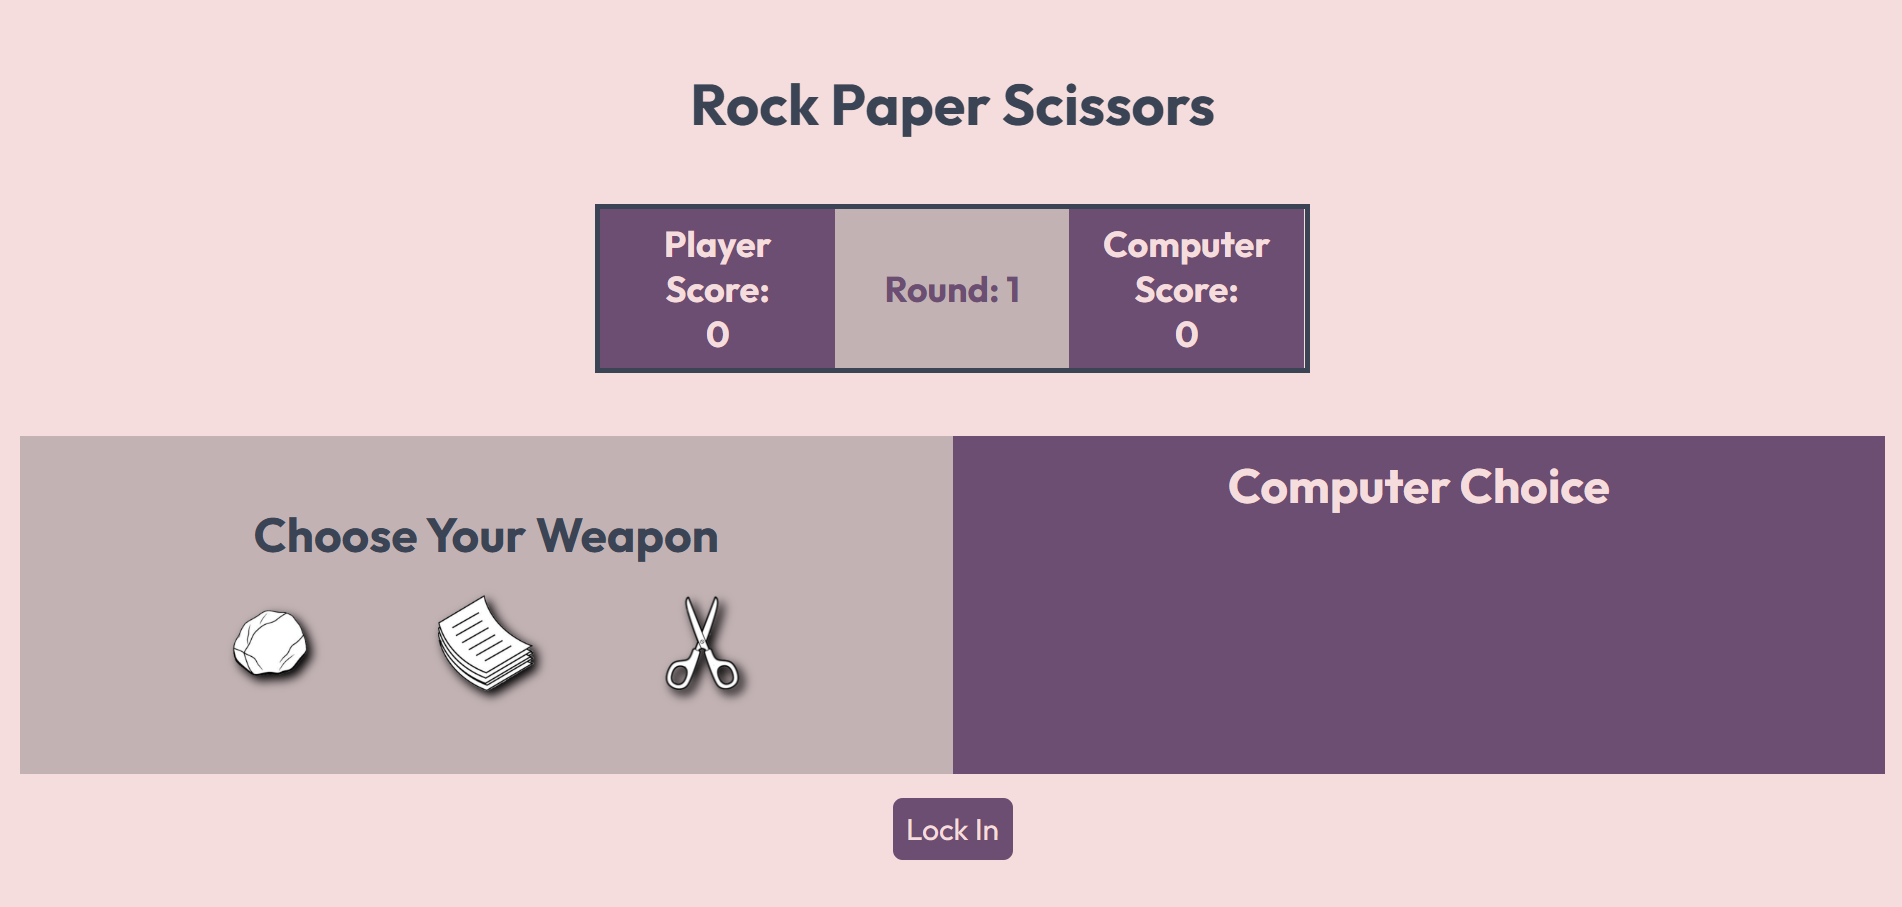 Rock Paper Scissors
Player
Score:
0
Round: 1
Computer
Score:
0
Choose Your Weapon
Computer Choice
Lock In